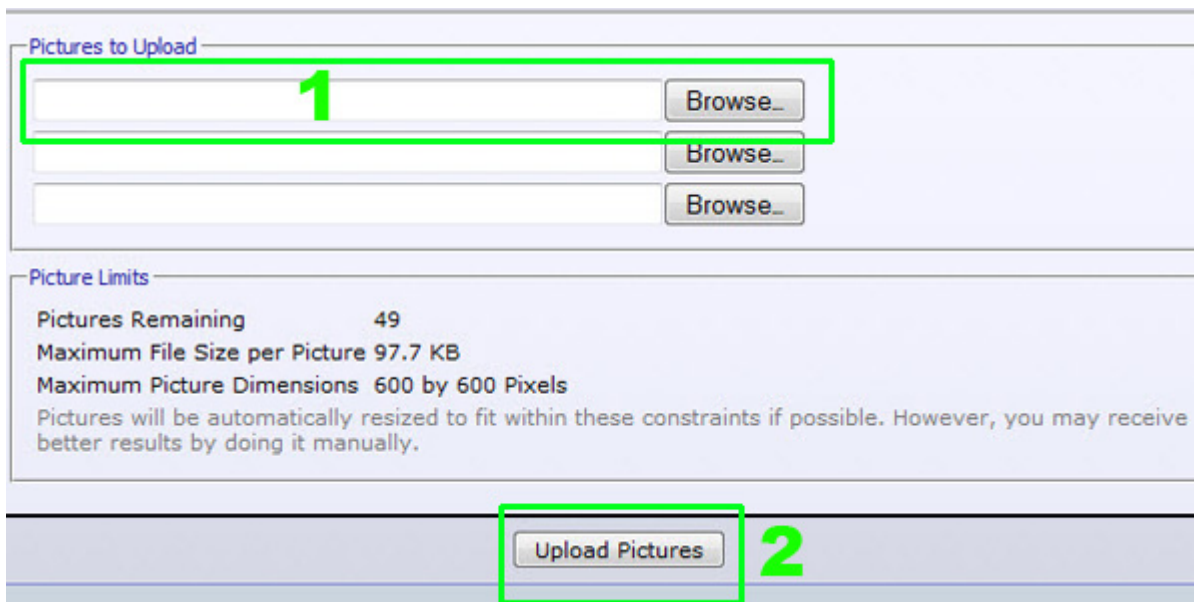 Pictures to Upload
1
Browse...
Browse...
Browse...
Picture Limits
Pictures Remaining 49
Maximum File Size per Picture 97.7 KB
Maximum Picture Dimensions 600 by 600 Pixels
Pictures will be automatically resized to fit within these constraints if possible. However, you may receive
better results by doing it manually.
Upload Pictures 2